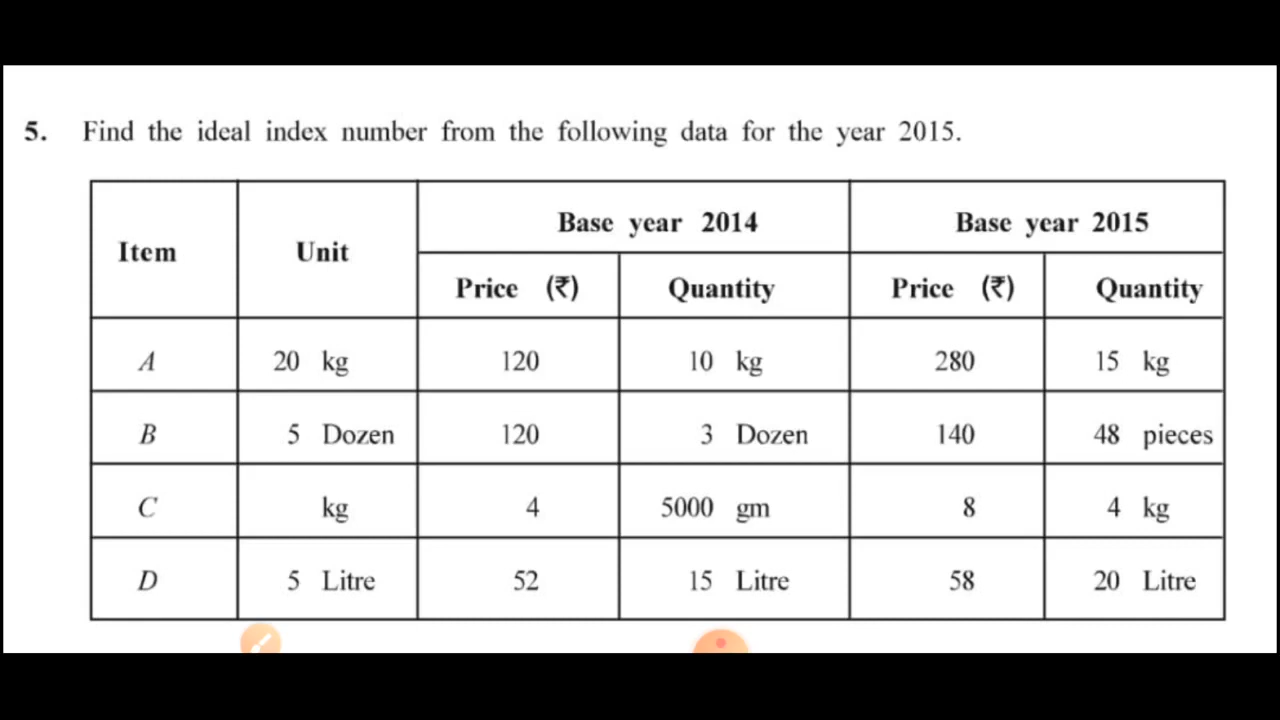 5. Find the ideal index number from the following data for the year 2015.
Item Unit Base year 2014 Base year 2015
Price (₹) Quantity Price (₹) Quantity
A 20 kg 120 10 kg 280 15 kg
B 5 Dozen 120 3 Dozen 140 48 pieces
C kg 4 5000 gm 8 4 kg
D 5 Litre 52 15 Litre 58 20 Litre